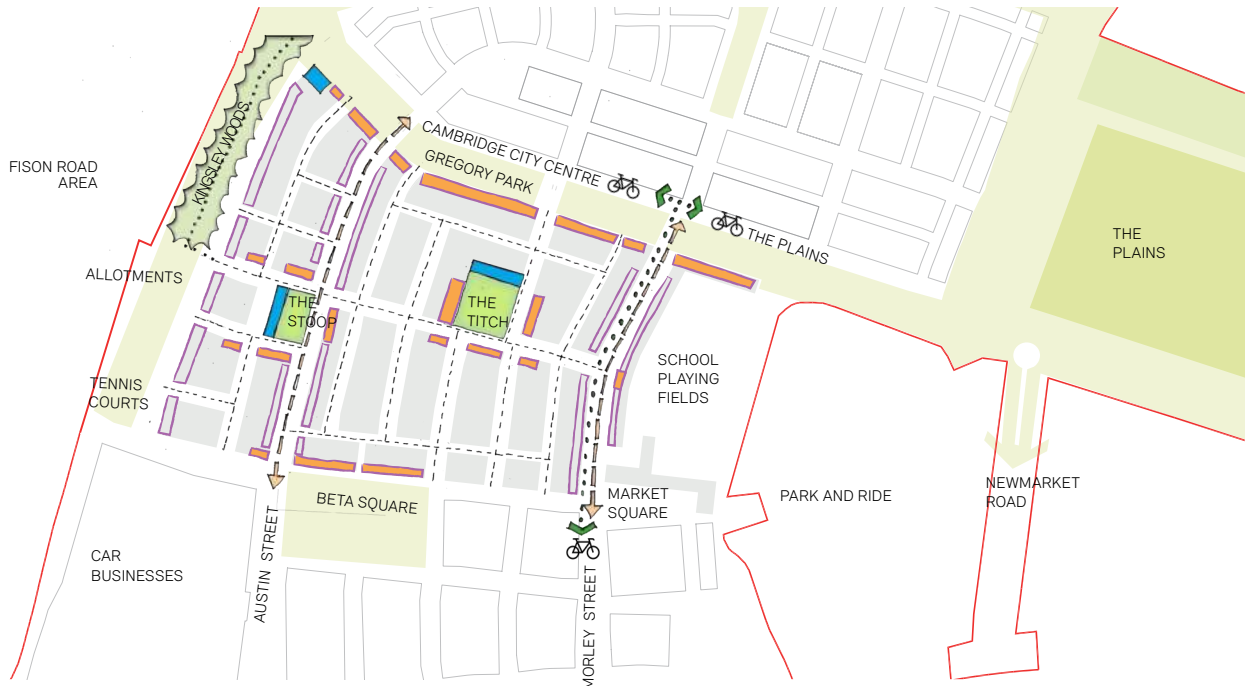 KINGSLEY WOODS
FISON ROAD
AREA
CAMBRIDGE CITY CENTRE
GREGORY PARK
THE PLAINS
THE
PLAINS
ALLOTMENTS
THE
STOOP
THE
TITCH
SCHOOL
PLAYING
FIELDS
TENNIS
COURTS
BETA SQUARE
MARKET
SQUARE
PARK AND RIDE
NEWMARKET
ROAD
CAR
BUSINESSES
AUSTIN STREET
MORLEY STREET